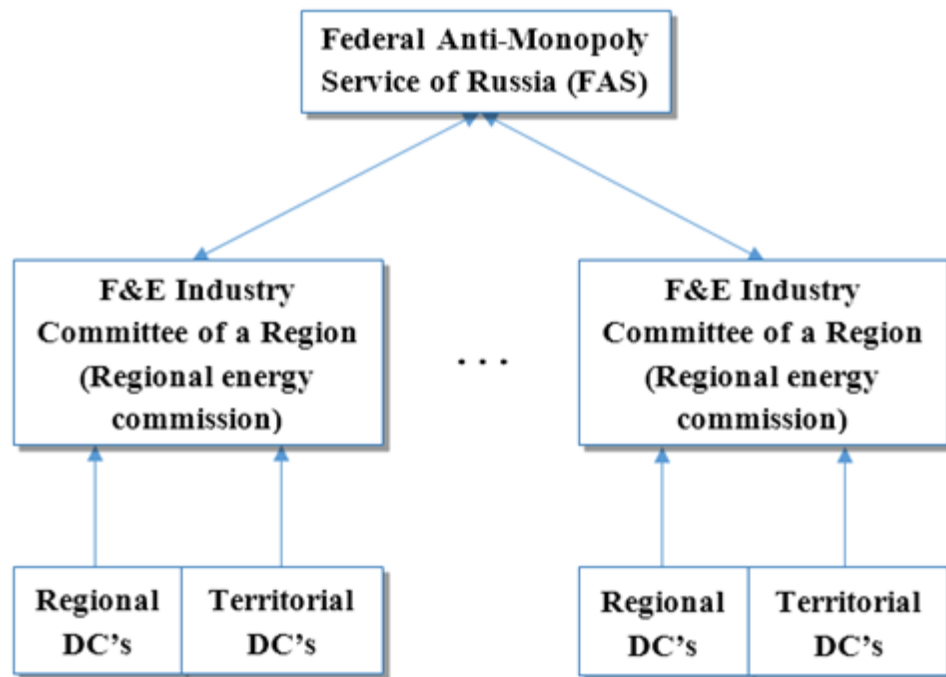 Federal Anti-Monopoly
Service of Russia (FAS)
F&E Industry
Committee of a Region
(Regional energy
commission)
. . .
F&E Industry
Committee of a Region
(Regional energy
commission)
Regional
DC's
Territorial
DC's
Regional
DC's
Territorial
DC's